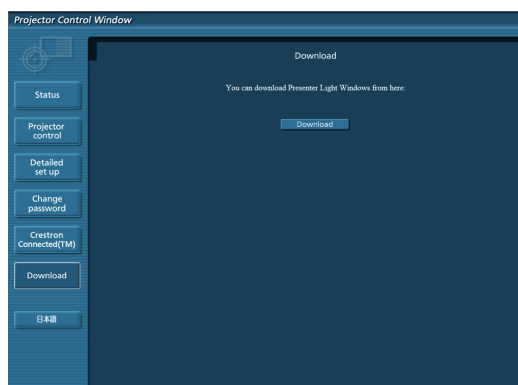 Projector Control Window
Download
You can download Presenter Light Windows from here:
Download
Status
Projector
control
Detailed
set up
Change
password
Crestron
Connected(TM)
Download
日本語